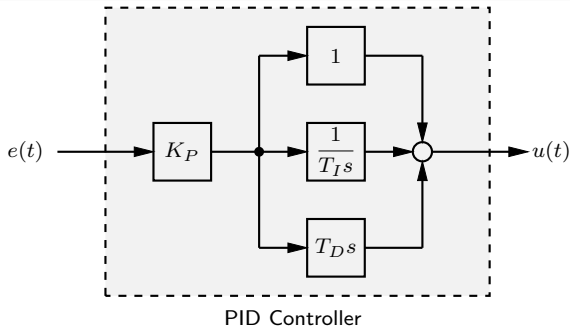 1
e(t)
K_P
1/(T_I s)
u(t)
T_D s
PID Controller